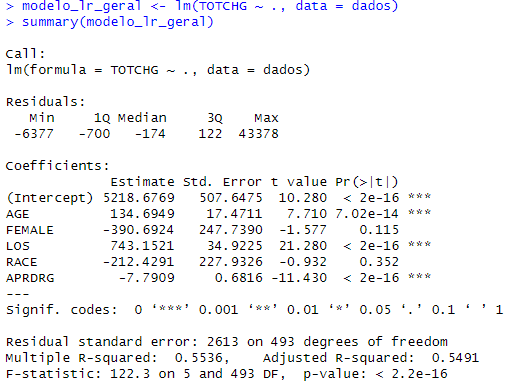 > modelo_lr_geral <- lm(TOTCHG ~ ., data = dados)
> summary(modelo_lr_geral)
Call:
lm(formula = TOTCHG ~ ., data = dados)
Residuals:
Min 1Q Median 3Q Max
-6377 -700 -174 122 43378
Coefficients:
Estimate Std. Error t value Pr(>|t|)
(Intercept) 5218.6769 507.6475 10.280 < 2e-16 ***
AGE 134.6949 17.4711 7.710 7.02e-14 ***
FEMALE -390.6924 247.7390 -1.577 0.115
LOS 743.1521 34.9225 21.280 < 2e-16 ***
RACE -212.4291 227.9326 -0.932 0.352
APRDRG -7.7909 0.6816 -11.430 < 2e-16 ***
---
Signif. codes: 0 ‘***’ 0.001 ‘**’ 0.01 ‘*’ 0.05 ‘.’ 0.1 ‘ ’ 1
Residual standard error: 2613 on 493 degrees of freedom
Multiple R-squared: 0.5536, Adjusted R-squared: 0.5491
F-statistic: 122.3 on 5 and 493 DF, p-value: < 2.2e-16